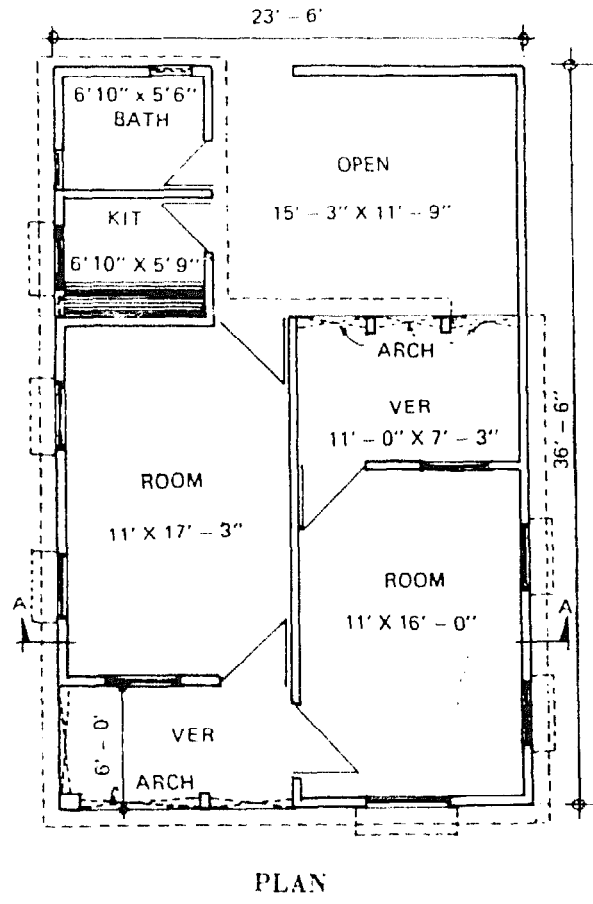 23' – 6'
6'10" x 5'6"
BATH
OPEN
15' – 3" X 11' – 9"
KIT
6'10" X 5'9"
ARCH
VER
11' – 0" X 7' – 3"
36' – 6"
ROOM
11' X 17' – 3"
ROOM
11' X 16' – 0"
A
A
VER
6' – 0'
ARCH
PLAN